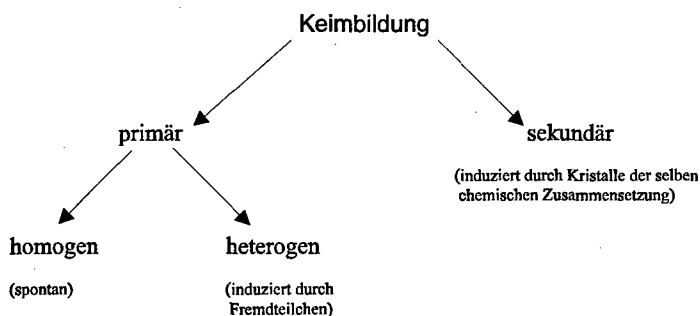 Keimbildung
primär
sekundär
(induziert durch Kristalle der selben
chemischen Zusammensetzung)
homogen
heterogen
(spontan)
(induziert durch
Fremdteilchen)